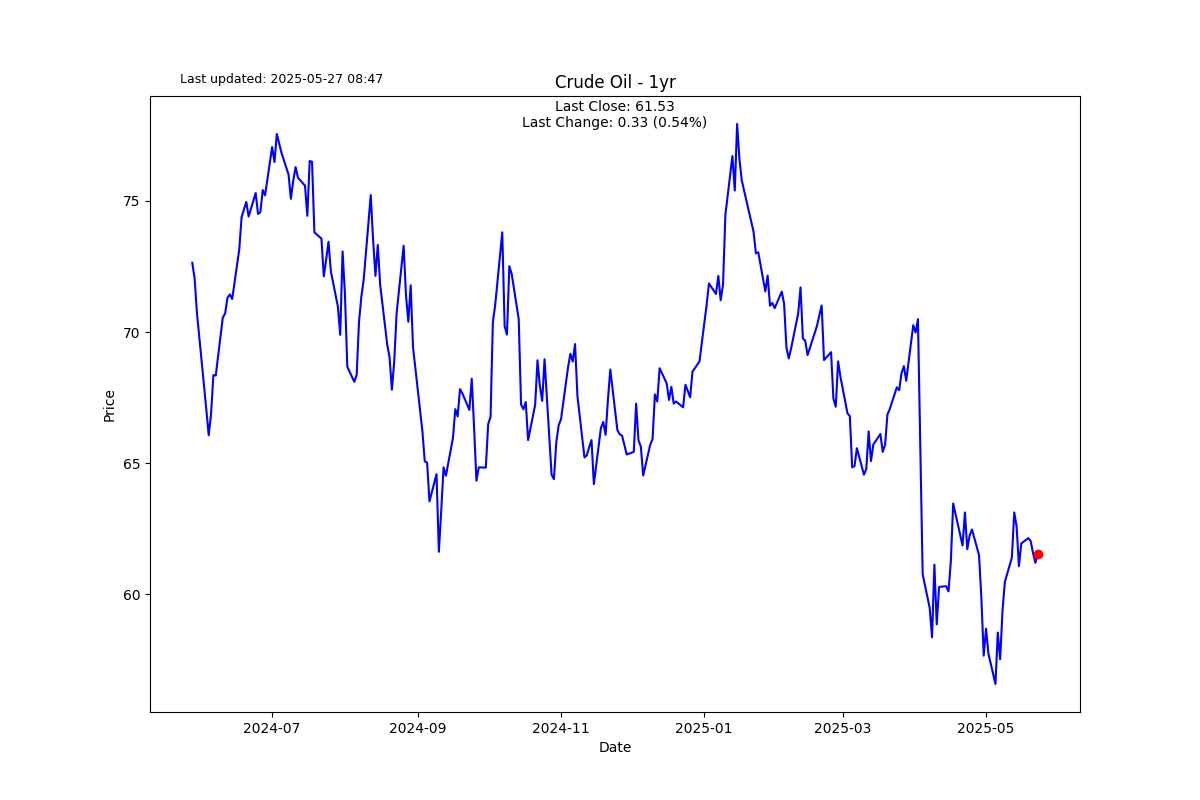 Last updated: 2025-05-27 08:47
Crude Oil - 1yr
Last Close: 61.53
Last Change: 0.33 (0.54%)
Price
75
70
65
60
2024-07
2024-09
2024-11
2025-01
2025-03
2025-05
Date